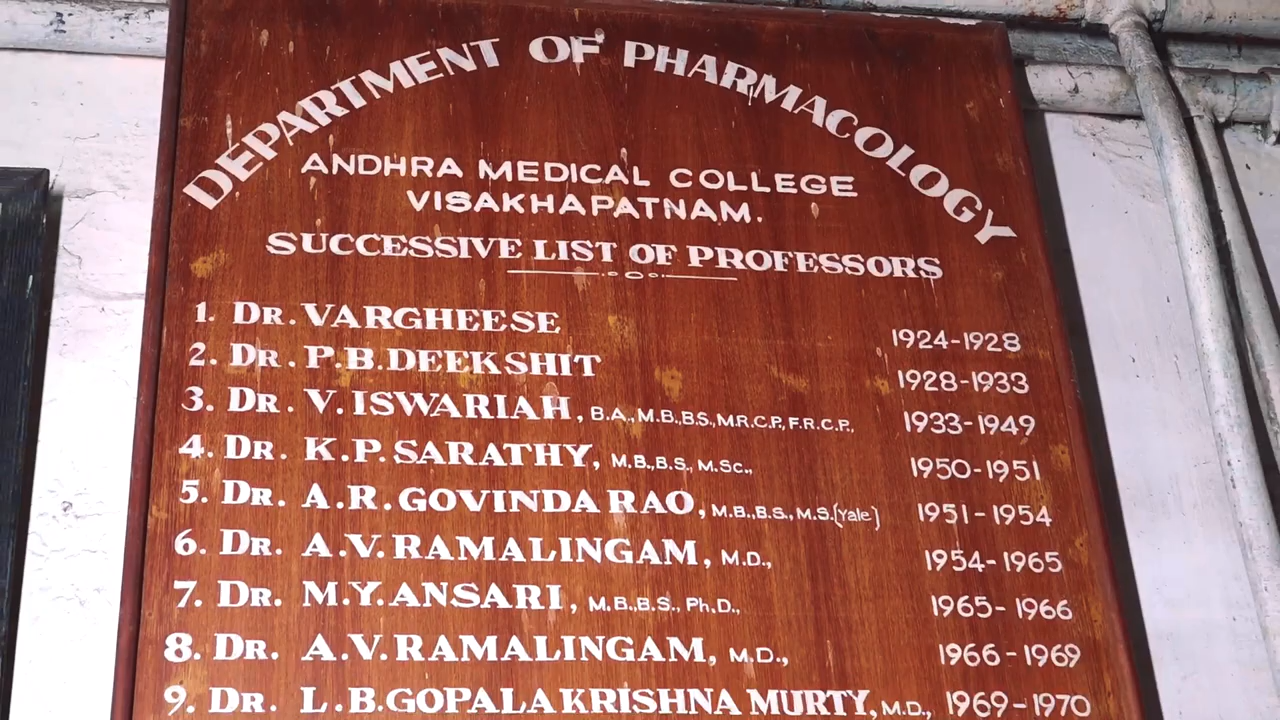 DEPARTMENT OF PHARMACOLOGY
ANDHRA MEDICAL COLLEGE
VISAKHAPATNAM.
SUCCESSIVE LIST OF PROFESSORS
1. DR. VARGHEESE 1924-1928
2. DR. P.B.DEEKSHIT 1928-1933
3. DR. V. ISWARIAH, B.A., M.B.,B.S., M.R.C.P., F.R.C.P., 1933-1949
4. DR. K.P. SARATHY, M.B.,B.S., M.Sc., 1950-1951
5. DR. A.R. GOVINDA RAO, M.B.,B.S., M.S.(Yale) 1951-1954
6. DR. A.V. RAMALINGAM, M.D., 1954-1965
7. DR. M.Y. ANSARI, M.B.,B.S., Ph.D., 1965-1966
8. DR. A.V. RAMALINGAM, M.D., 1966-1969
9. DR. L.B. GOPALA KRISHNA MURTY, M.D., 1969-1970